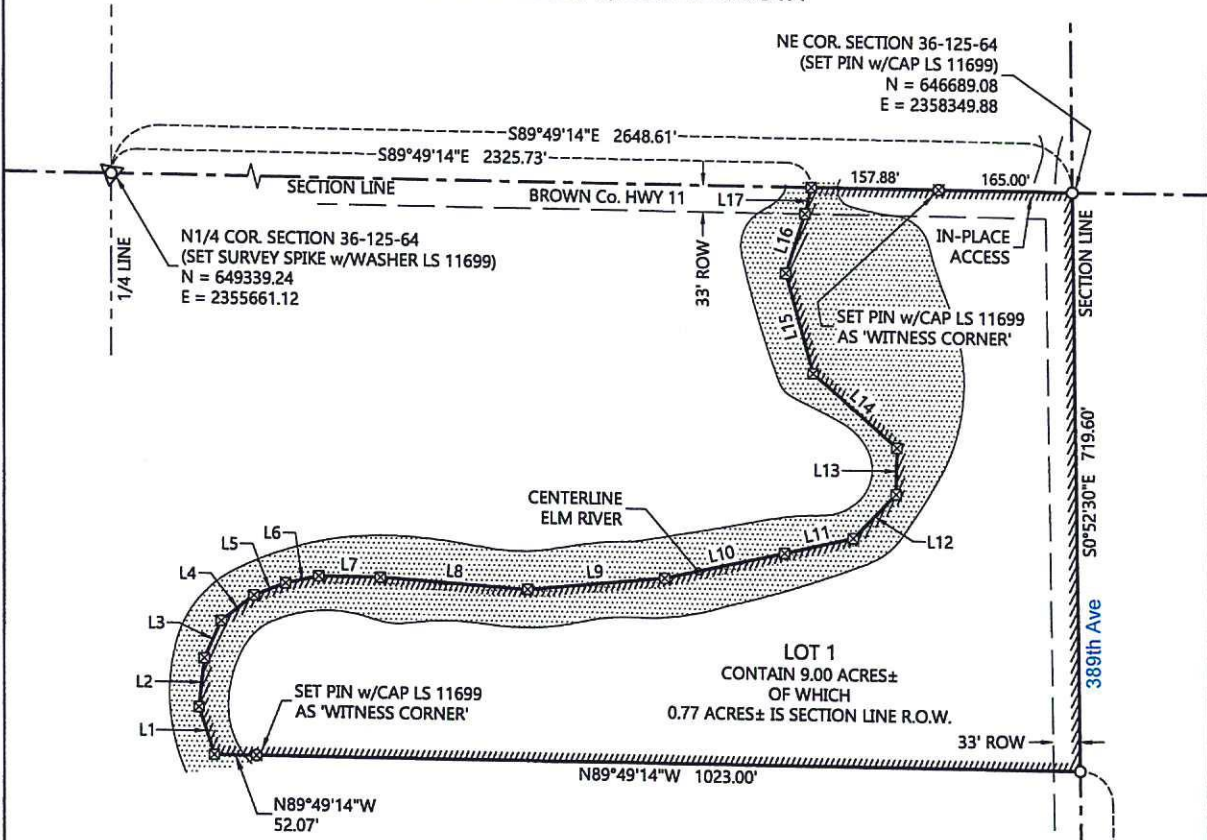 NE COR. SECTION 36-125-64
(SET PIN w/CAP LS 11699)
N = 646689.08
E = 2358349.88
S89°49'14"E 2648.61'
S89°49'14"E 2325.73'
SECTION LINE
BROWN Co. HWY 11
L17
157.88'
165.00'
N1/4 COR. SECTION 36-125-64
(SET SURVEY SPIKE w/WASHER LS 11699)
N = 649339.24
E = 2355661.12
1/4 LINE
33' ROW
L16
IN-PLACE
ACCESS
SECTION LINE
L15
SET PIN w/CAP LS 11699
AS 'WITNESS CORNER'
L14
L13
S0°52'30"E 719.60'
CENTERLINE
ELM RIVER
L12
L11
L10
L9
L8
L7
L6
L5
L4
L3
L2
L1
SET PIN w/CAP LS 11699
AS 'WITNESS CORNER'
LOT 1
CONTAIN 9.00 ACRES±
OF WHICH
0.77 ACRES± IS SECTION LINE R.O.W.
389th Ave
33' ROW
N89°49'14"W 1023.00'
N89°49'14"W
52.07'